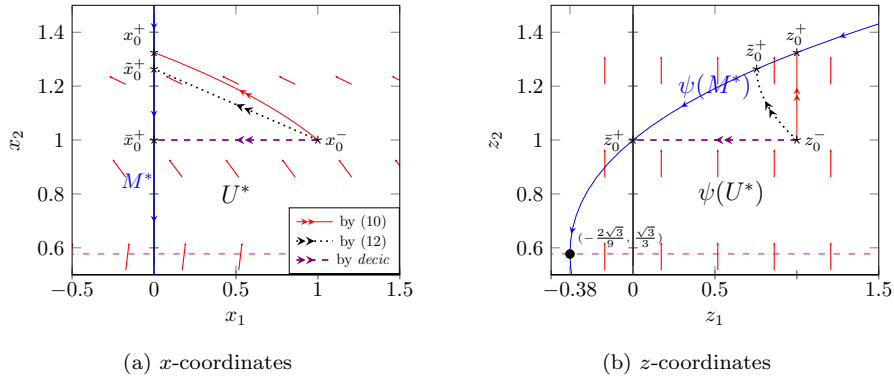 1.4
1.2
1
0.8
0.6
x₂
x₀⁺
x̃₀⁺
x̄₀⁺
x₀⁻
M*
U*
by (10)
by (12)
by decic
−0.5 0 0.5 1 1.5
x₁
(a) x-coordinates
1.4
1.2
1
0.8
0.6
z₂
z₀⁺
z̃₀⁺
ψ(M*)
z̄₀⁺
z₀⁻
ψ(U*)
(−2√3/9, √3/3)
−0.38 0 0.5 1 1.5
z₁
(b) z-coordinates